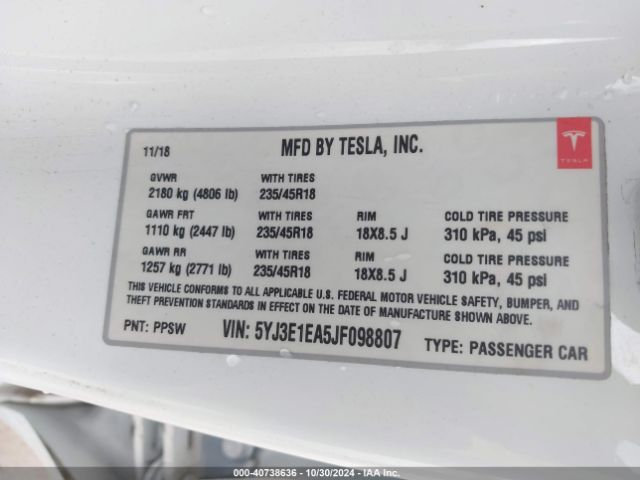 11/18 MFD BY TESLA, INC.
TESLA
GVWR WITH TIRES
2180 kg (4806 lb) 235/45R18
GAWR FRT WITH TIRES RIM COLD TIRE PRESSURE
1110 kg (2447 lb) 235/45R18 18X8.5 J 310 kPa, 45 psi
GAWR RR WITH TIRES RIM COLD TIRE PRESSURE
1257 kg (2771 lb) 235/45R18 18X8.5 J 310 kPa, 45 psi
THIS VEHICLE CONFORMS TO ALL APPLICABLE U.S. FEDERAL MOTOR VEHICLE SAFETY, BUMPER, AND
THEFT PREVENTION STANDARDS IN EFFECT ON THE DATE OF MANUFACTURE SHOWN ABOVE.
PNT: PPSW VIN: 5YJ3E1EA5JF098807 TYPE: PASSENGER CAR
000-40738636 - 10/30/2024 - IAA Inc.